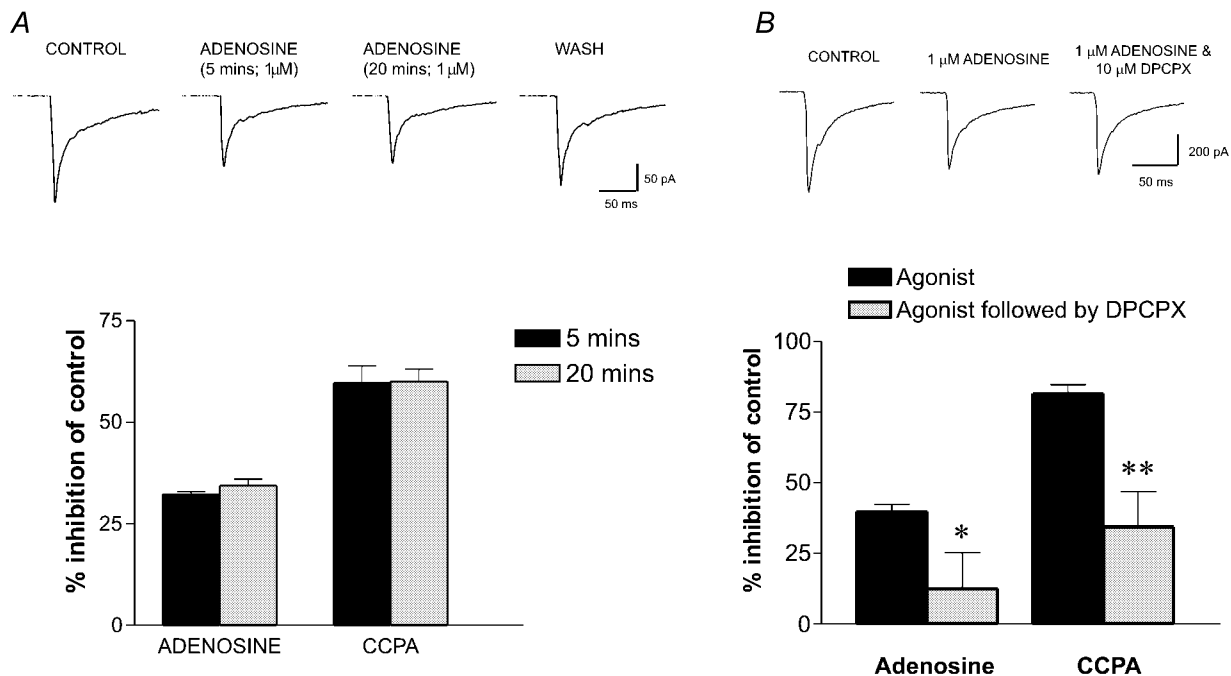 A
CONTROL
ADENOSINE
(5 mins; 1μM)
ADENOSINE
(20 mins; 1 μM)
WASH
50 pA
50 ms
75
50
25
0
% inhibition of control
5 mins
20 mins
ADENOSINE
CCPA
B
CONTROL
1 μM ADENOSINE
1 μM ADENOSINE &
10 μM DPCPX
200 pA
50 ms
Agonist
Agonist followed by DPCPX
100
75
50
25
0
% inhibition of control
*
**
Adenosine
CCPA